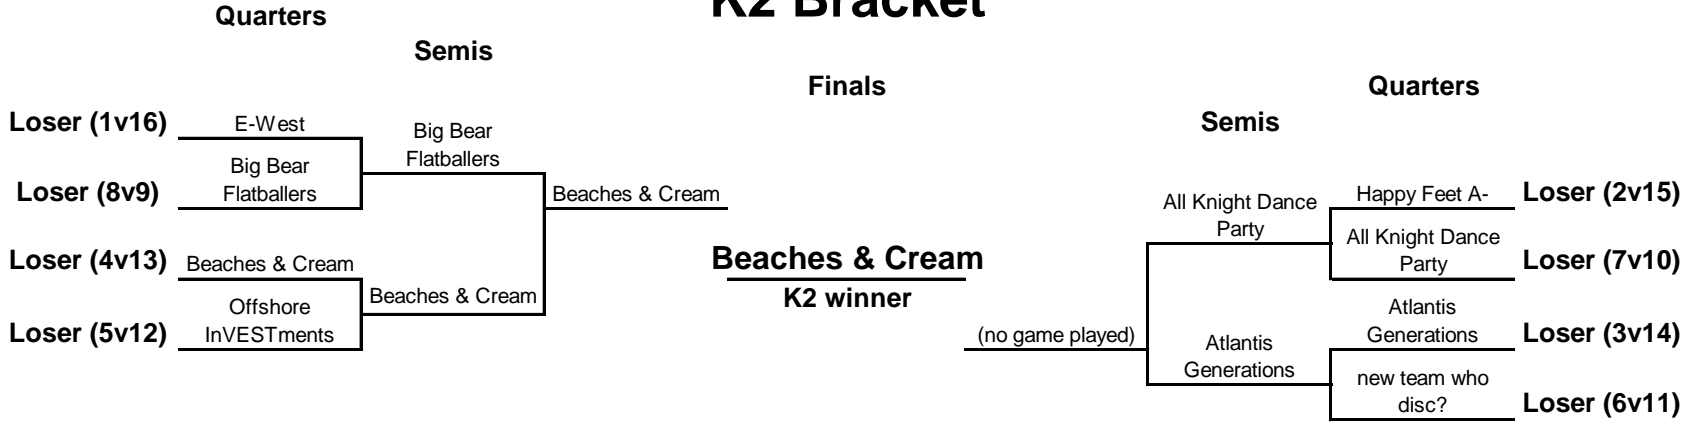 K2 Bracket
Quarters
Semis
Finals
Quarters
Semis
Loser (1v16)
E-West
Big Bear
Flatballers
Loser (8v9)
Big Bear
Flatballers
Beaches & Cream
Loser (4v13)
Beaches & Cream
Beaches & Cream
Loser (5v12)
Offshore
InVESTments
Beaches & Cream
K2 winner
(no game played)
All Knight Dance
Party
Happy Feet A-
Loser (2v15)
All Knight Dance
Party
Loser (7v10)
Atlantis
Generations
Atlantis
Generations
Loser (3v14)
new team who
disc?
Loser (6v11)